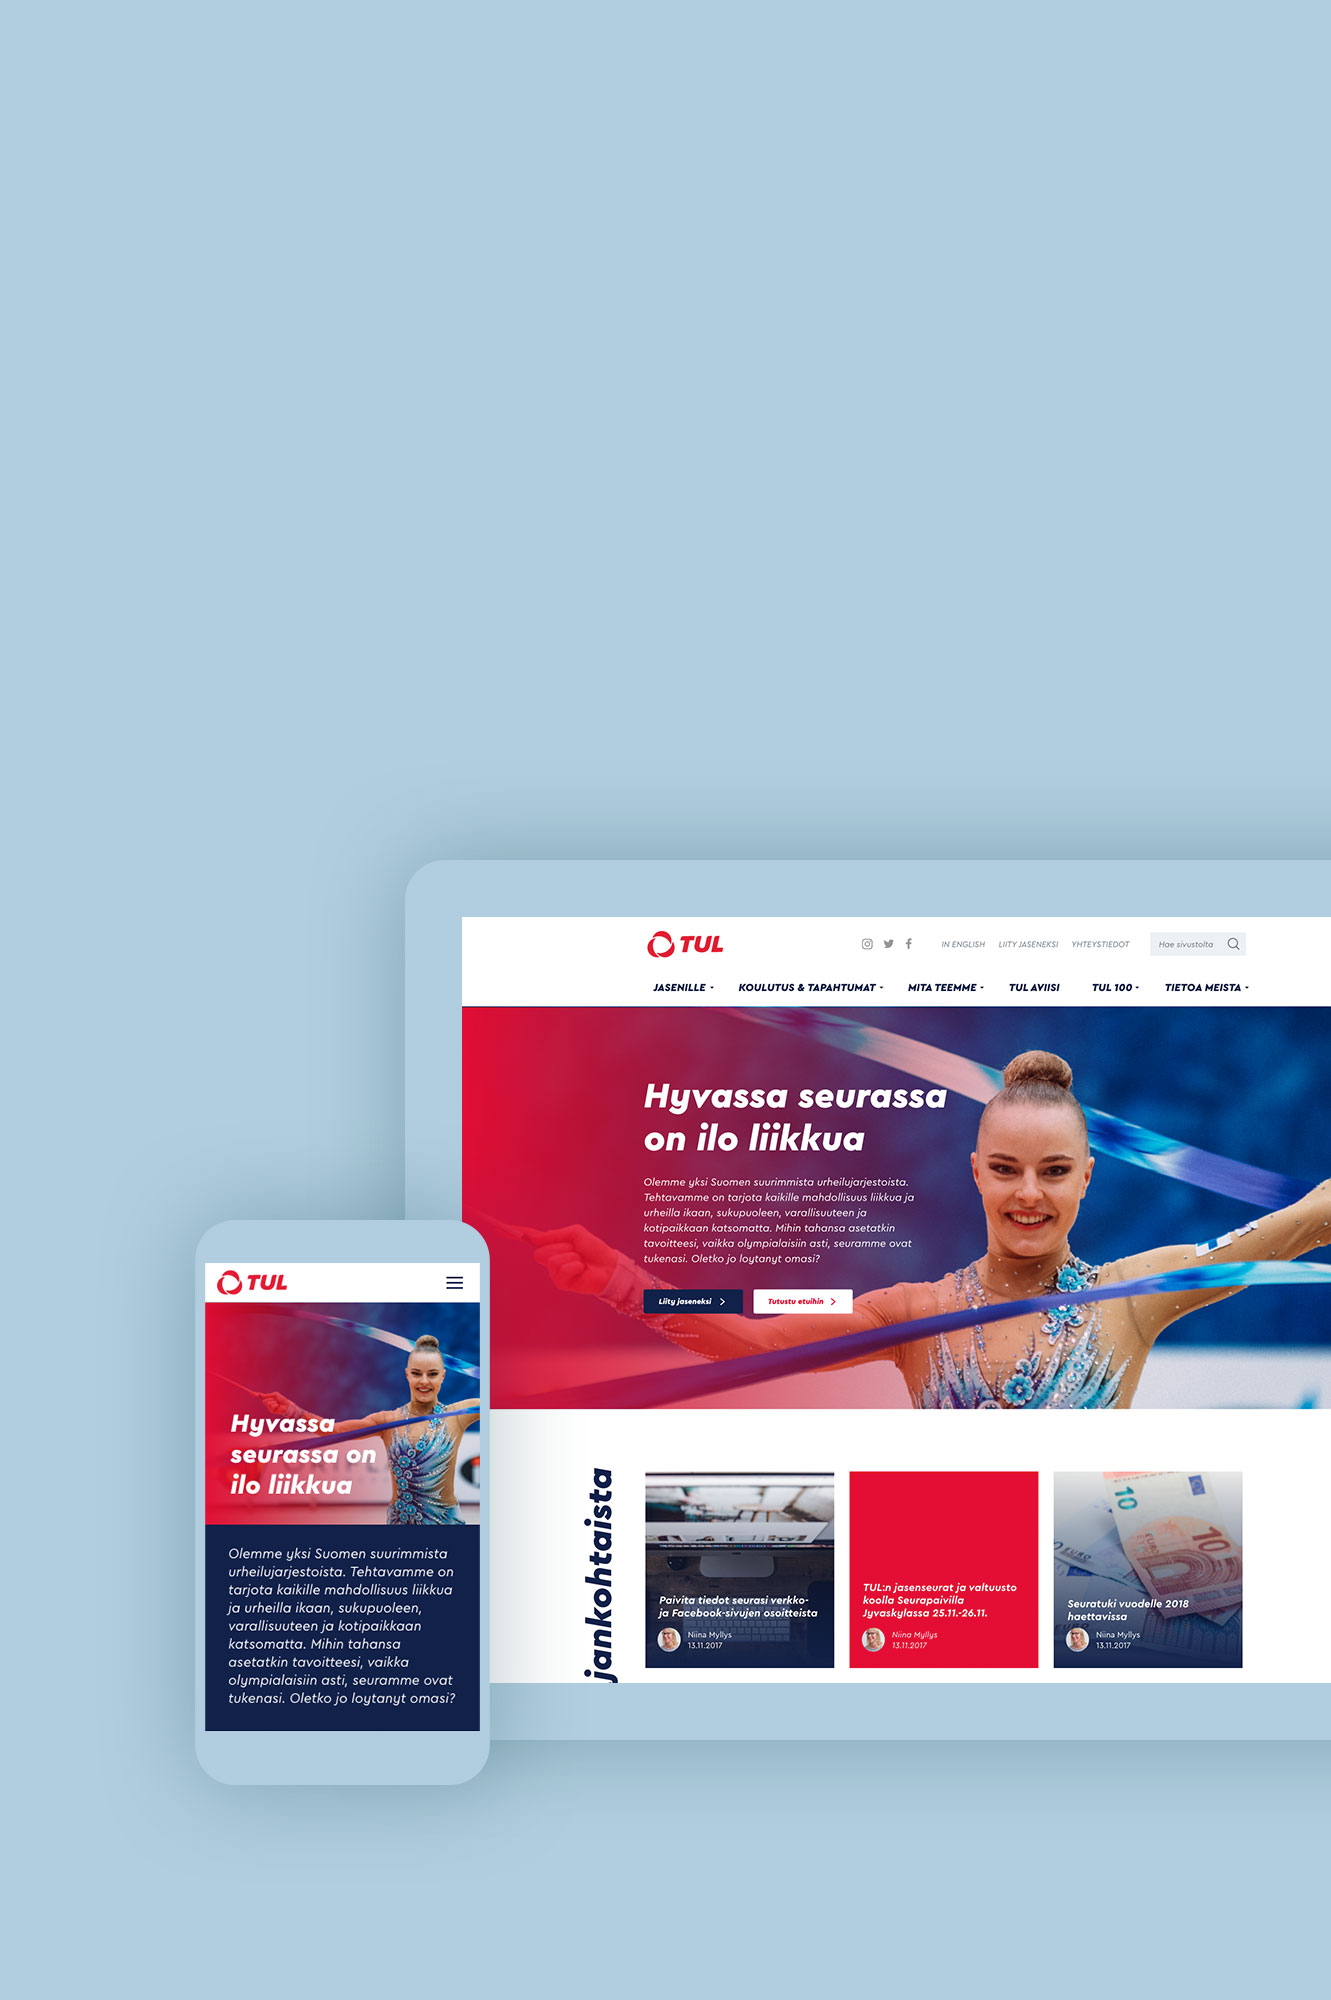 TUL
IN ENGLISH LIITY JASENEKSI YHTEYSTIEDOT Hae sivustolta
JASENILLE KOULUTUS & TAPAHTUMAT MITA TEEMME TUL AVIISI TUL 100 TIETOA MEISTA
Hyvassa seurassa
on ilo liikkua
Olemme yksi Suomen suurimmista urheilujarjestoista.
Tehtavamme on tarjota kaikille mahdollisuus liikkua ja
urheilla ikaan, sukupuoleen, varallisuuteen ja
kotipaikkaan katsomatta. Mihin tahansa asetatkin
tavoitteesi, vaikka olympialaisiin asti, seuramme ovat
tukenasi. Oletko jo loytanyt omasi?
Liity jaseneksi Tutustu etuihin
jankohtaista
Paivita tiedot seurasi verkko-
ja Facebook-sivujen osoitteista
Niina Myllys
13.11.2017
TUL:n jasenseurat ja valtuusto
koolla Seurapaivilla
Jyvaskylassa 25.11.-26.11.
Niina Myllys
13.11.2017
10
10
EURO
Seuratuki vuodelle 2018
haettavissa
Niina Myllys
13.11.2017
TUL
Hyvassa
seurassa on
ilo liikkua
Olemme yksi Suomen suurimmista
urheilujarjestoista. Tehtavamme on
tarjota kaikille mahdollisuus liikkua
ja urheilla ikaan, sukupuoleen,
varallisuuteen ja kotipaikkaan
katsomatta. Mihin tahansa
asetatkin tavoitteesi, vaikka
olympialaisiin asti, seuramme ovat
tukenasi. Oletko jo loytanyt omasi?